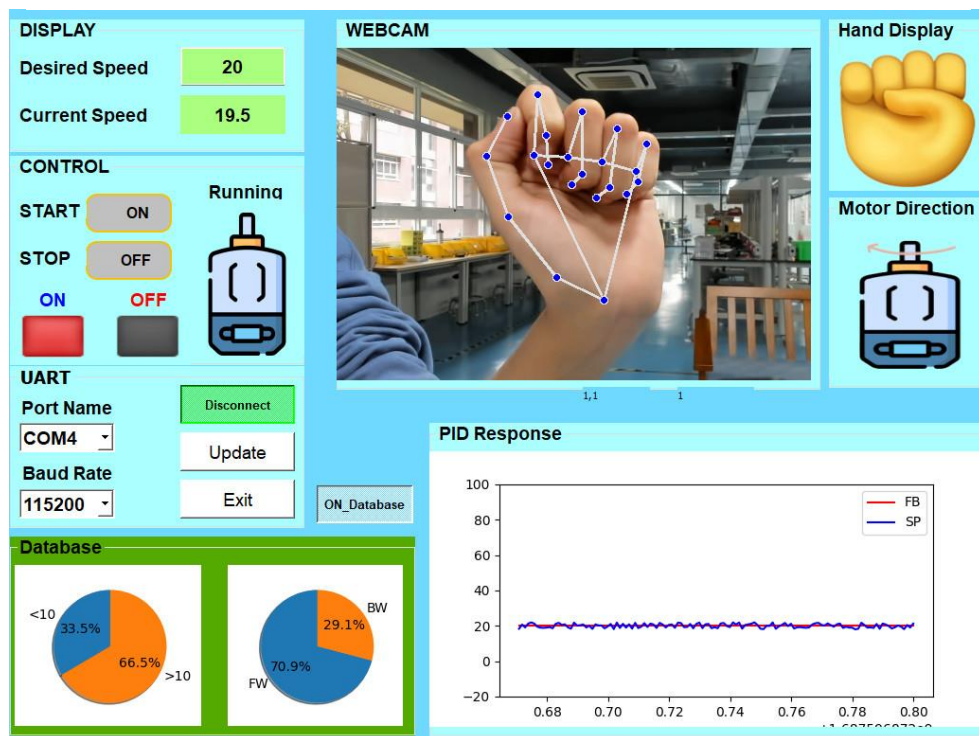 DISPLAY
Desired Speed
20
Current Speed
19.5
CONTROL
START
ON
STOP
OFF
ON
OFF
Running
UART
Port Name
COM4
Baud Rate
115200
Disconnect
Update
Exit
ON_Database
WEBCAM
1,1
1
Hand Display
Motor Direction
Database
<10
33.5%
66.5%
>10
BW
29.1%
70.9%
FW
PID Response
100
80
60
40
20
0
−20
FB
SP
0.68
0.70
0.72
0.74
0.76
0.78
0.80